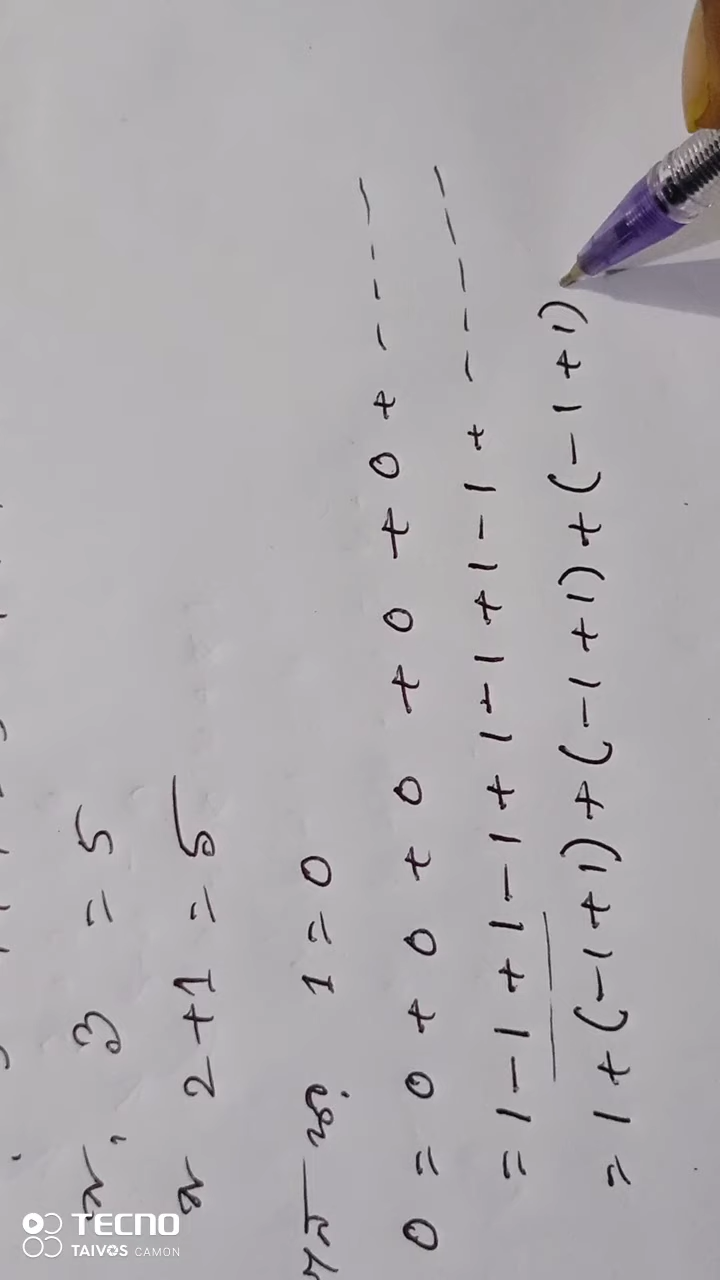 3 = 5
2 + 1 = 5
1 = 0
0 = 0 + 0 + 0 + 0 + 0 + 0 + - - - -
= 1 - 1 + 1 - 1 + 1 - 1 + 1 - 1 + - - - - -
= 1 + (-1 + 1) + (-1 + 1) + (-1 + 1)
TECNO
TAIVOS CAMON